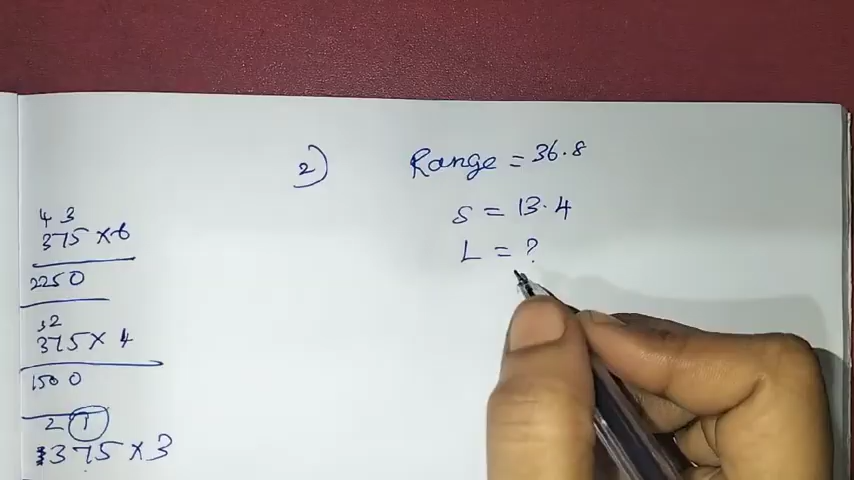 2)
Range = 36.8
S = 13.4
L = ?
4 3
375 × 6
2250
3 2
375 × 4
1500
2 1
375 × 3